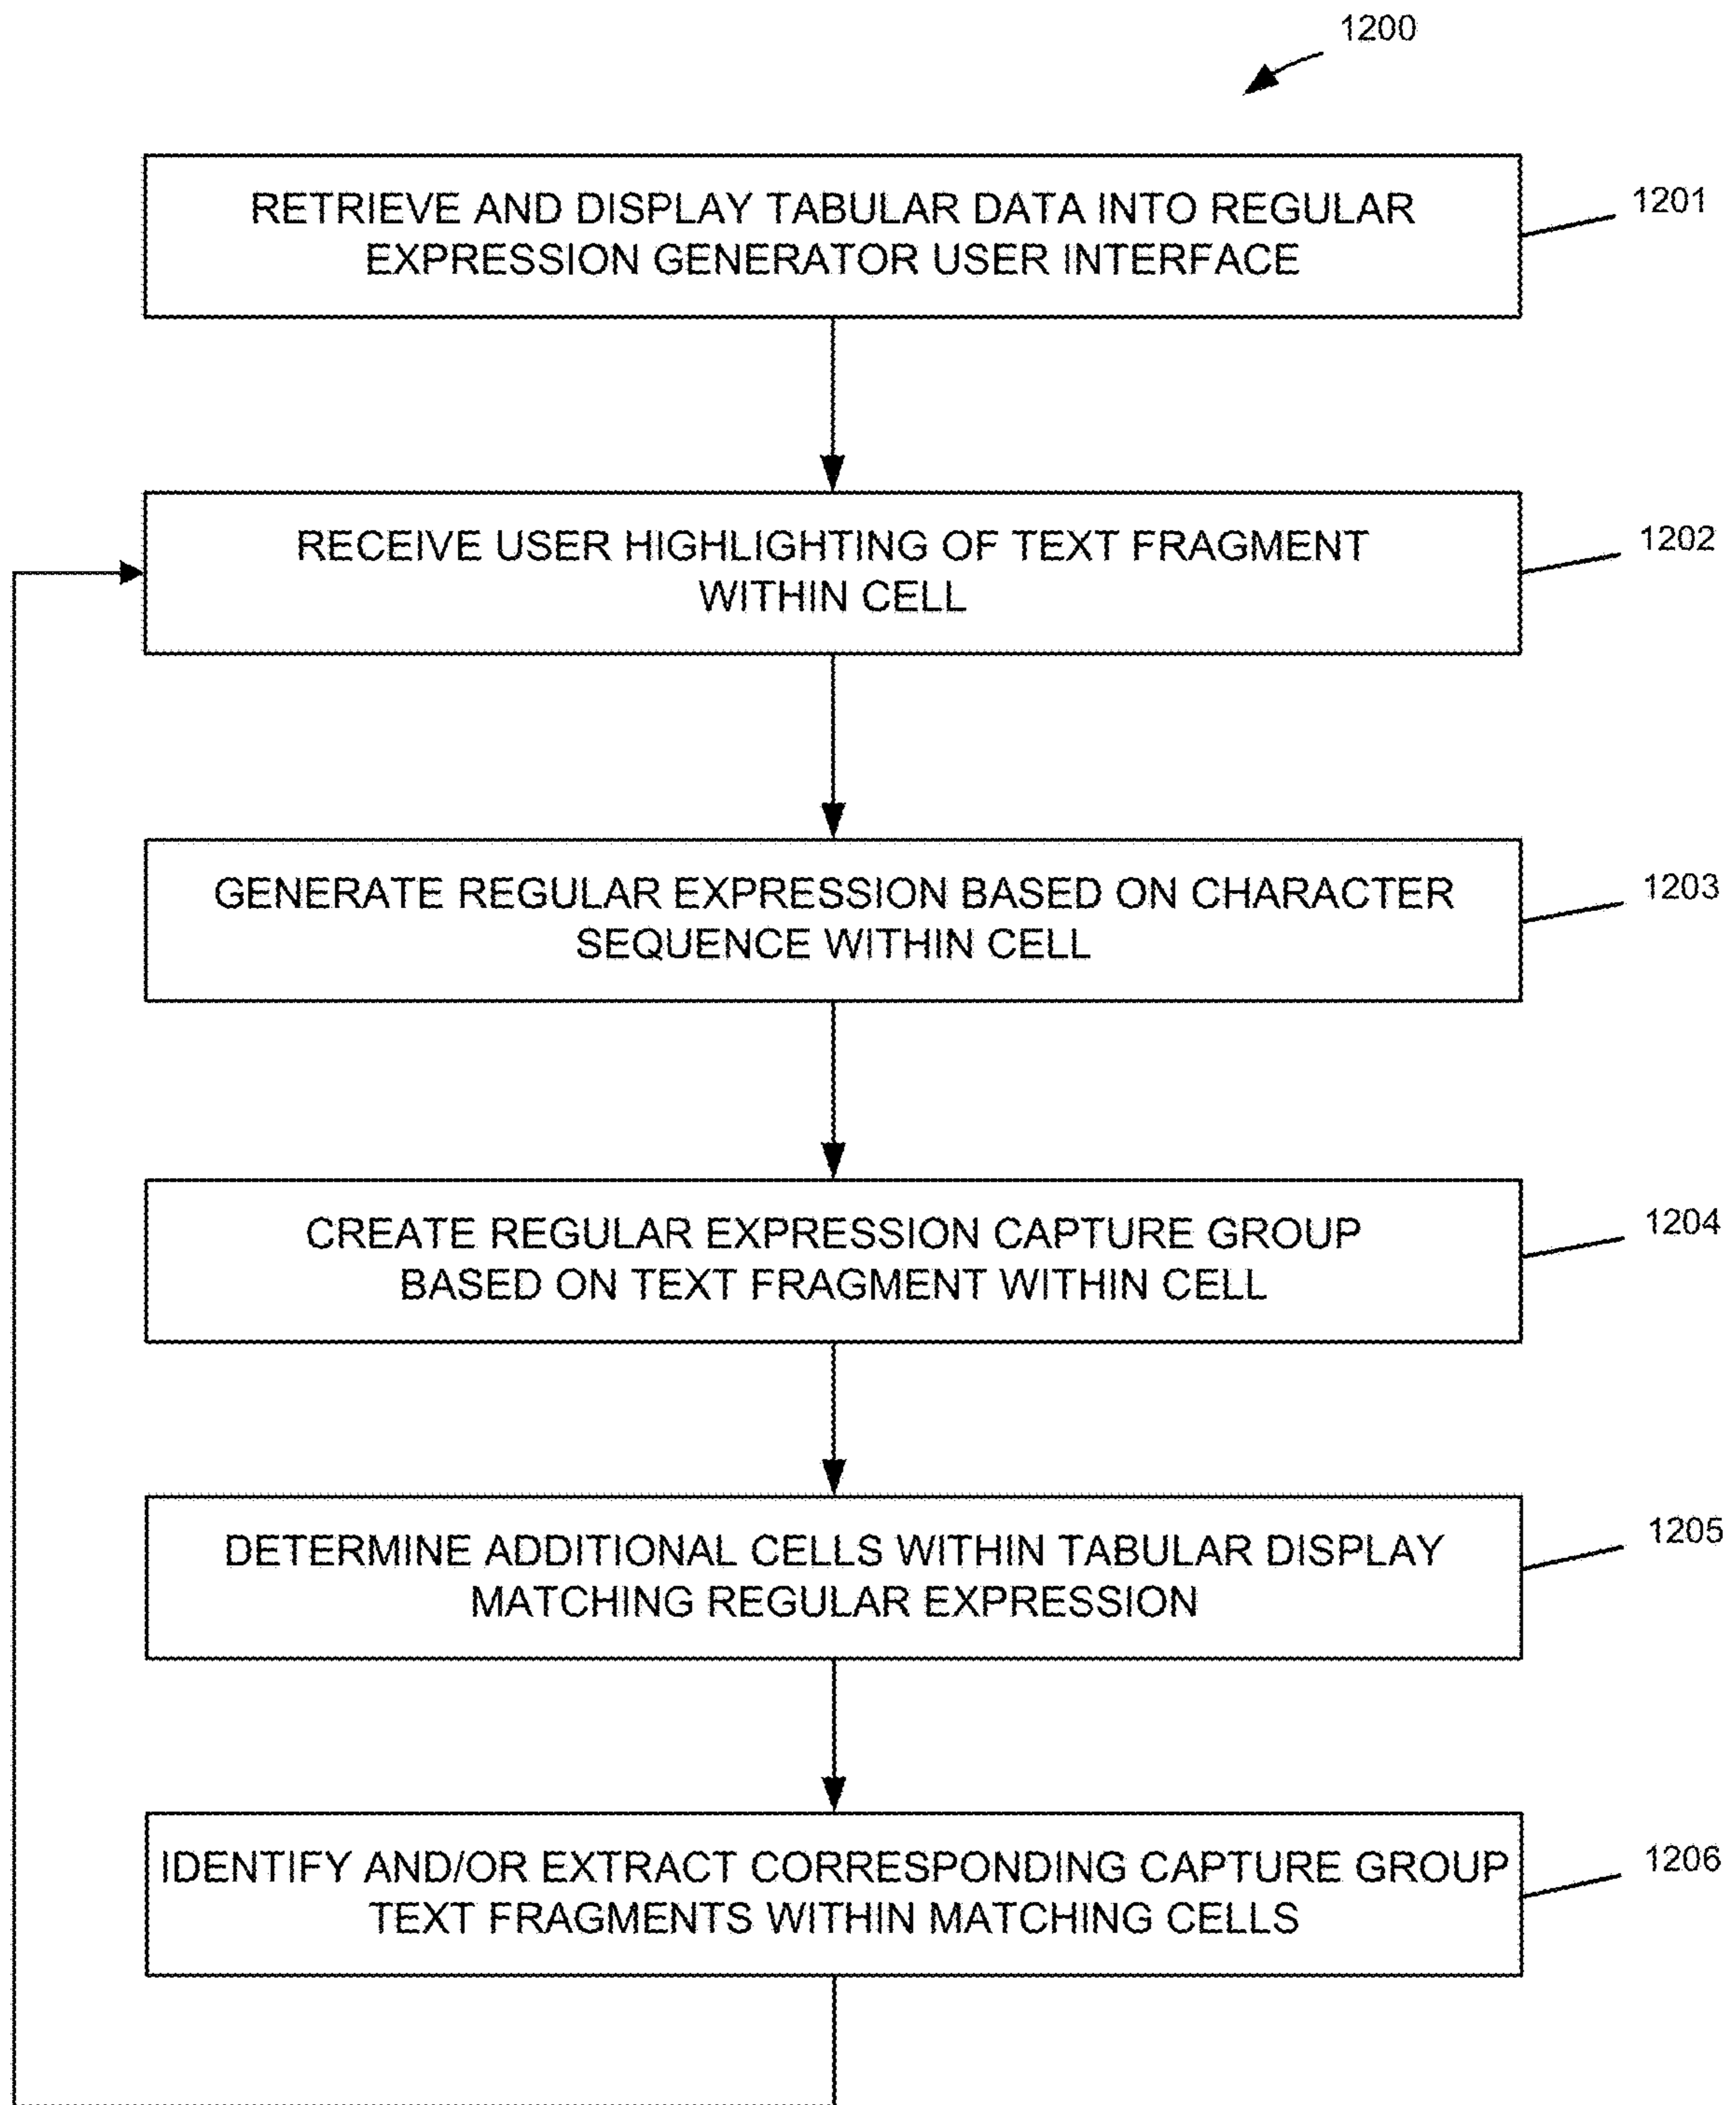 1200
RETRIEVE AND DISPLAY TABULAR DATA INTO REGULAR
EXPRESSION GENERATOR USER INTERFACE
1201
RECEIVE USER HIGHLIGHTING OF TEXT FRAGMENT
WITHIN CELL
1202
GENERATE REGULAR EXPRESSION BASED ON CHARACTER
SEQUENCE WITHIN CELL
1203
CREATE REGULAR EXPRESSION CAPTURE GROUP
BASED ON TEXT FRAGMENT WITHIN CELL
1204
DETERMINE ADDITIONAL CELLS WITHIN TABULAR DISPLAY
MATCHING REGULAR EXPRESSION
1205
IDENTIFY AND/OR EXTRACT CORRESPONDING CAPTURE GROUP
TEXT FRAGMENTS WITHIN MATCHING CELLS
1206